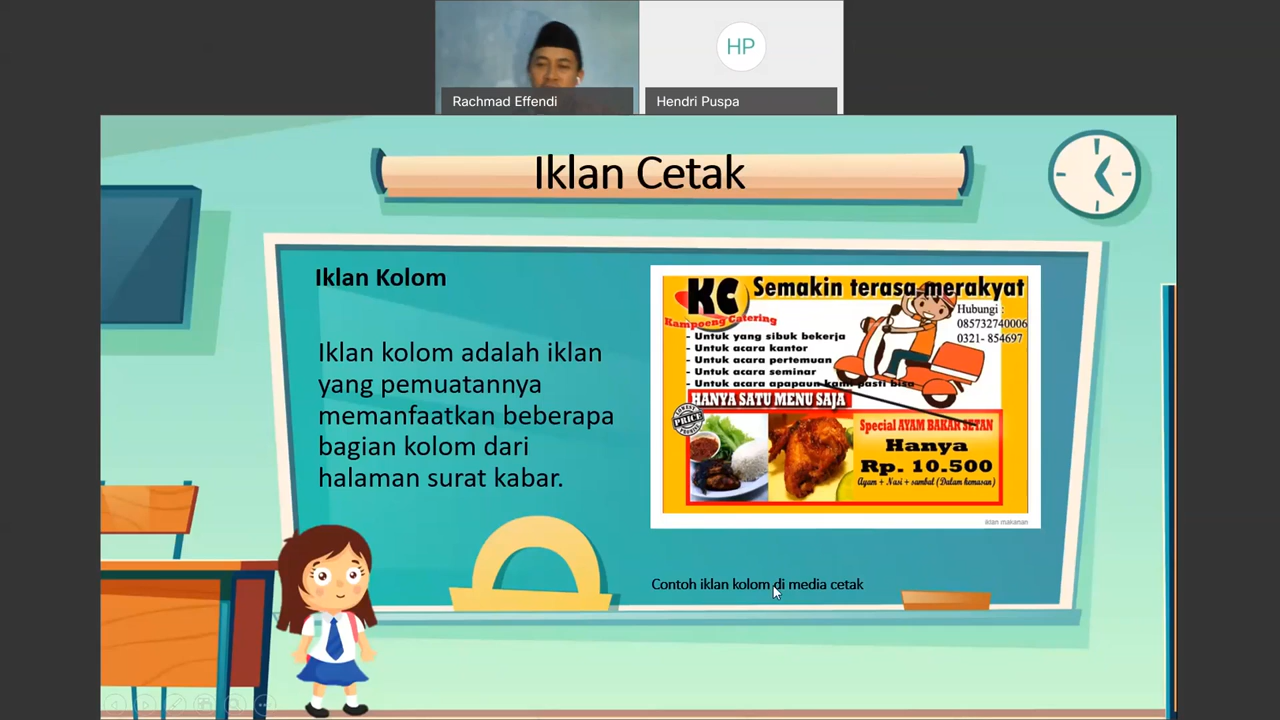 Rachmad Effendi
HP
Hendri Puspa
Iklan Cetak
Iklan Kolom
Iklan kolom adalah iklan
yang pemuatannya
memanfaatkan beberapa
bagian kolom dari
halaman surat kabar.
KC
Kampoeng Catering
Semakin terasa merakyat
Hubungi :
085732740006
0321- 854697
- Untuk yang sibuk bekerja
- Untuk acara kantor
- Untuk acara pertemuan
- Untuk acara seminar
- Untuk acara apapaun kami pasti bisa
HANYA SATU MENU SAJA
PRICE
Special AYAM BAKAR SETAN
Hanya
Rp. 10.500
Ayam + Nasi + sambal (Dalam kemasan)
iklan makanan
Contoh iklan kolom di media cetak